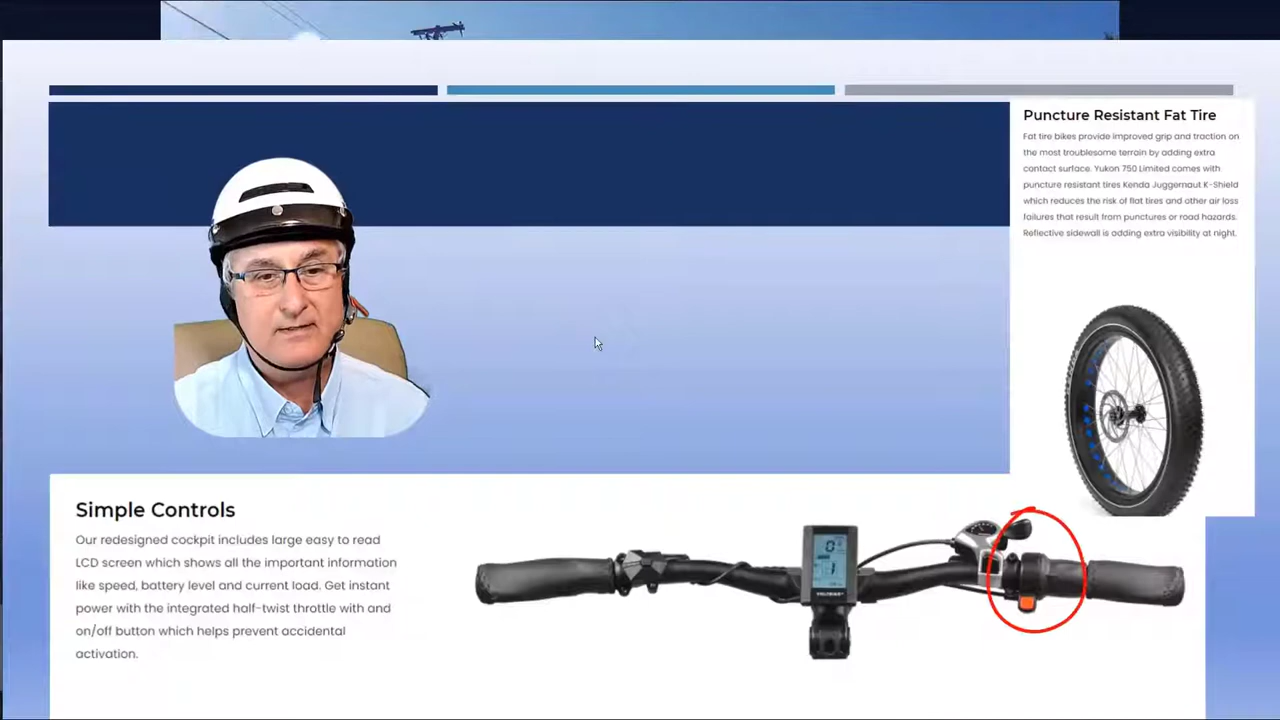 Puncture Resistant Fat Tire
Fat tire bikes provide improved grip and traction on
the most troublesome terrain by adding extra
contact surface. Yukon 750 Limited comes with
puncture resistant tires Kenda Juggernaut K-Shield
which reduces the risk of flat tires and other air loss
failures that result from punctures or road hazards.
Reflective sidewall is adding extra visibility at night.
Simple Controls
Our redesigned cockpit includes large easy to read
LCD screen which shows all the important information
like speed, battery level and current load. Get instant
power with the integrated half-twist throttle with and
on/off button which helps prevent accidental
activation.